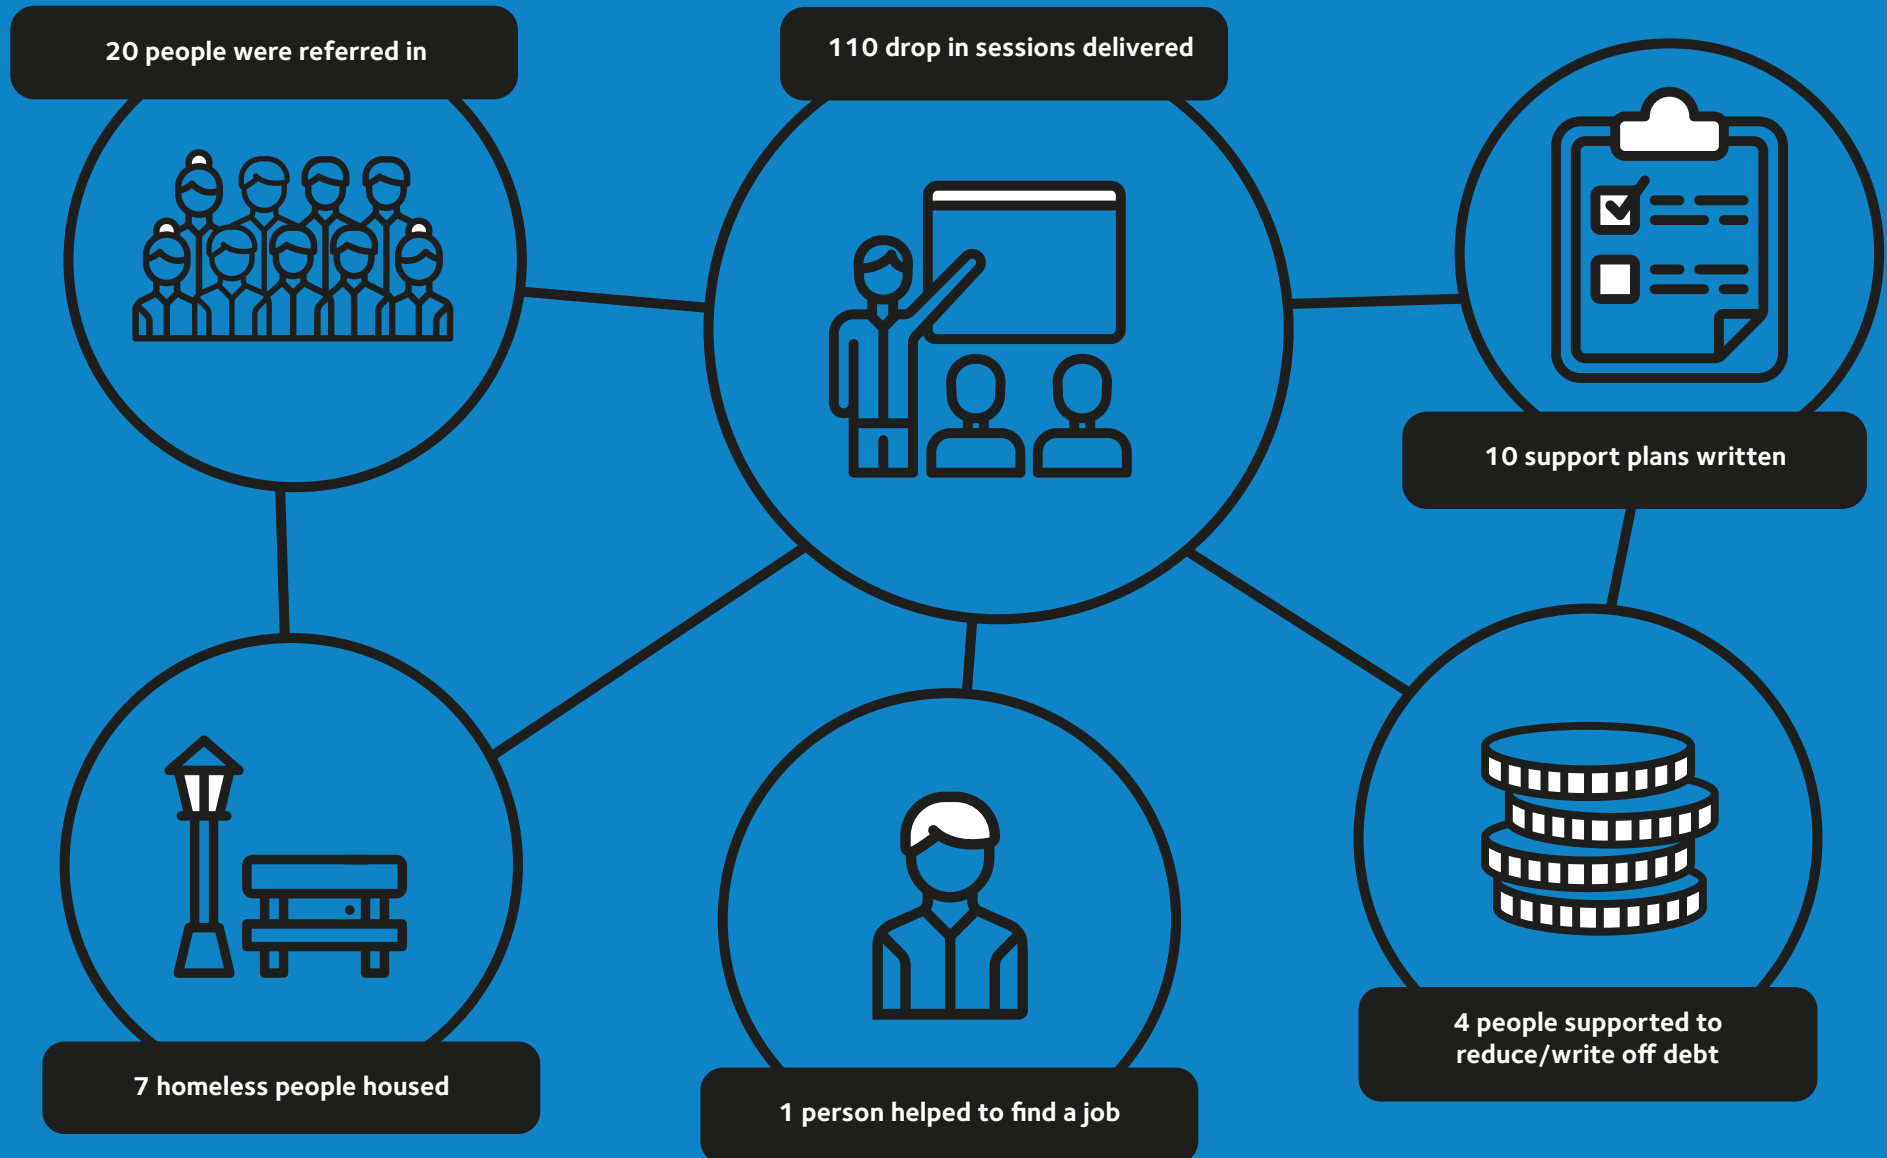 20 people were referred in
110 drop in sessions delivered
10 support plans written
7 homeless people housed
1 person helped to find a job
4 people supported to
reduce/write off debt